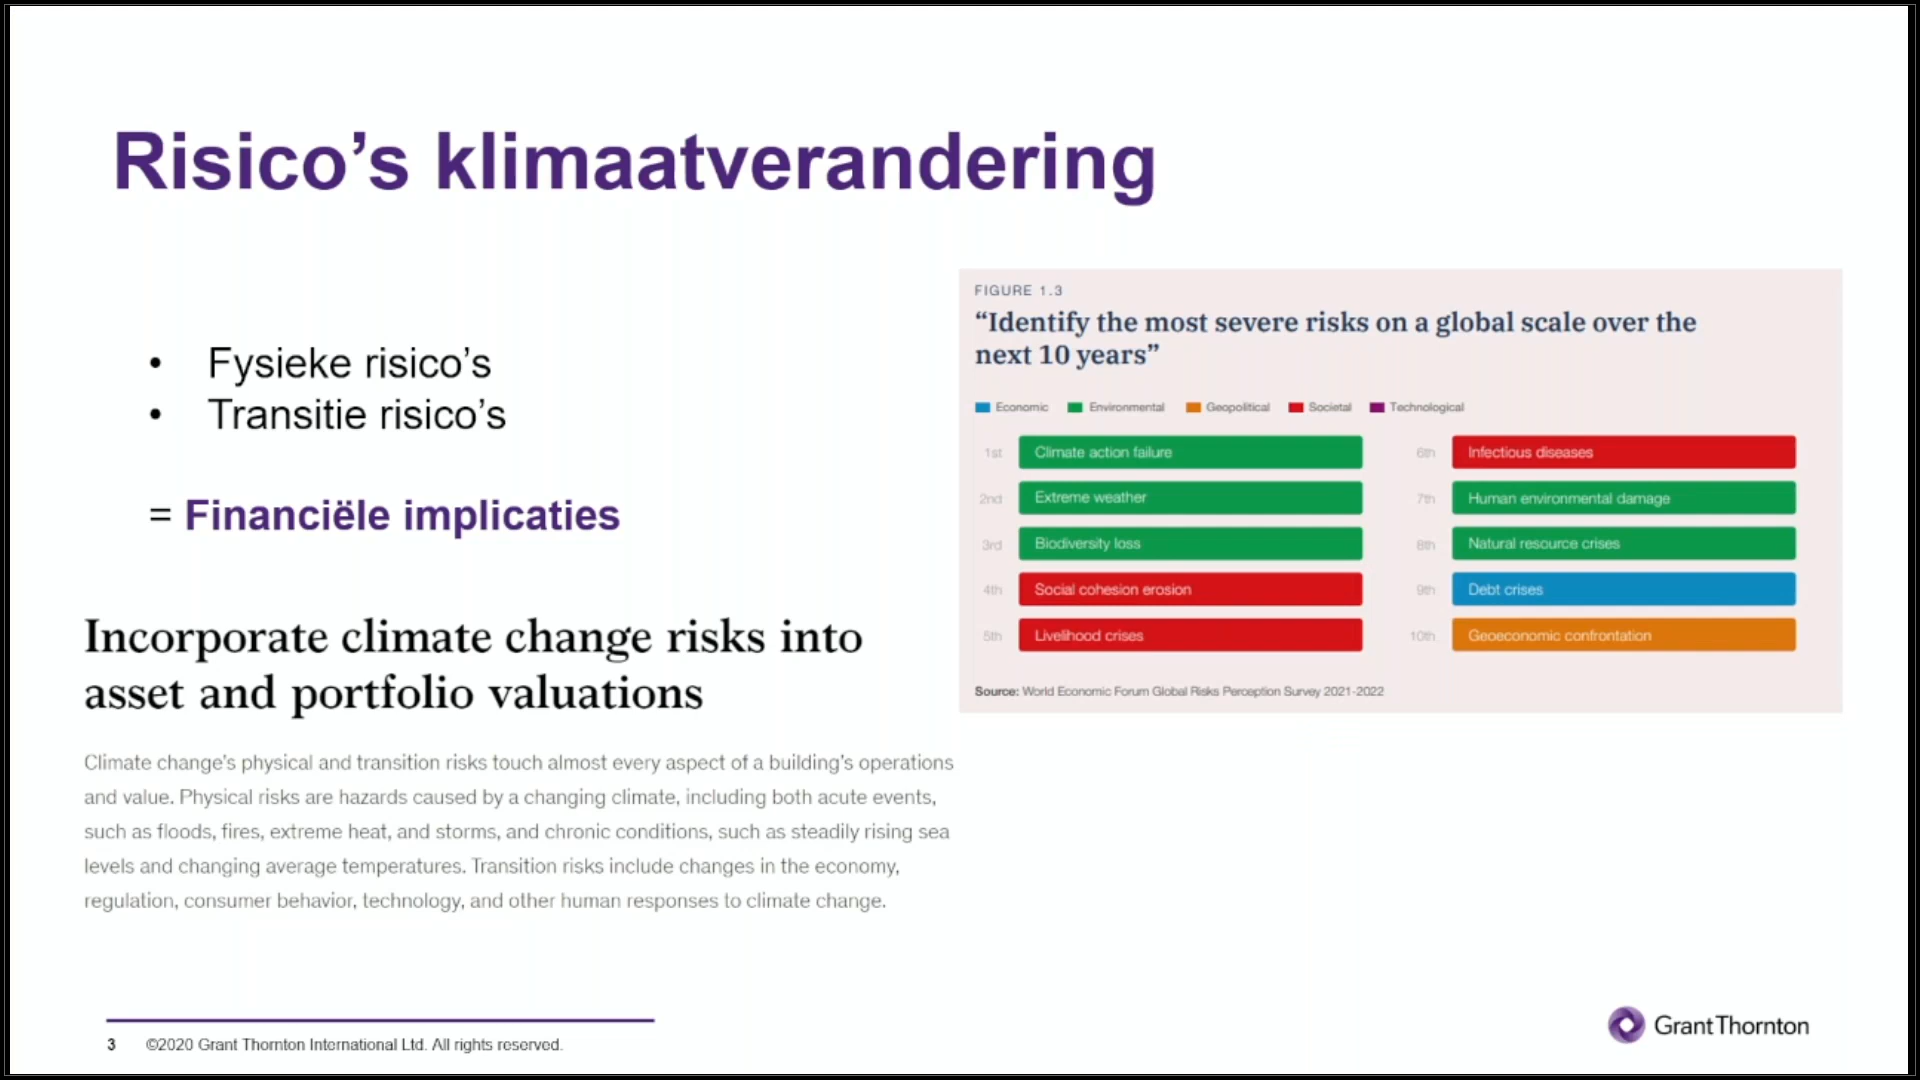 Risico’s klimaatverandering
• Fysieke risico’s
• Transitie risico’s
= Financiële implicaties
Incorporate climate change risks into
asset and portfolio valuations
Climate change’s physical and transition risks touch almost every aspect of a building’s operations
and value. Physical risks are hazards caused by a changing climate, including both acute events,
such as floods, fires, extreme heat, and storms, and chronic conditions, such as steadily rising sea
levels and changing average temperatures. Transition risks include changes in the economy,
regulation, consumer behavior, technology, and other human responses to climate change.
FIGURE 1.3
“Identify the most severe risks on a global scale over the
next 10 years”
Economic Environmental Geopolitical Societal Technological
1st Climate action failure
2nd Extreme weather
3rd Biodiversity loss
4th Social cohesion erosion
5th Livelihood crises
6th Infectious diseases
7th Human environmental damage
8th Natural resource crises
9th Debt crises
10th Geoeconomic confrontation
Source: World Economic Forum Global Risks Perception Survey 2021-2022
3 ©2020 Grant Thornton International Ltd. All rights reserved.
Grant Thornton